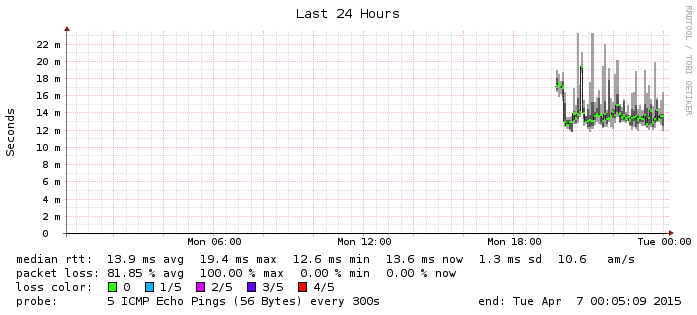 Last 24 Hours
RRDTOOL / TOBI OETIKER
Seconds
22 m
20 m
18 m
16 m
14 m
12 m
10 m
8 m
6 m
4 m
2 m
0
Mon 06:00 Mon 12:00 Mon 18:00 Tue 00:00
median rtt: 13.9 ms avg 19.4 ms max 12.6 ms min 13.6 ms now 1.3 ms sd 10.6 am/s
packet loss: 81.85 % avg 100.00 % max 0.00 % min 0.00 % now
loss color: 0 1/5 2/5 3/5 4/5
probe: 5 ICMP Echo Pings (56 Bytes) every 300s end: Tue Apr 7 00:05:09 2015